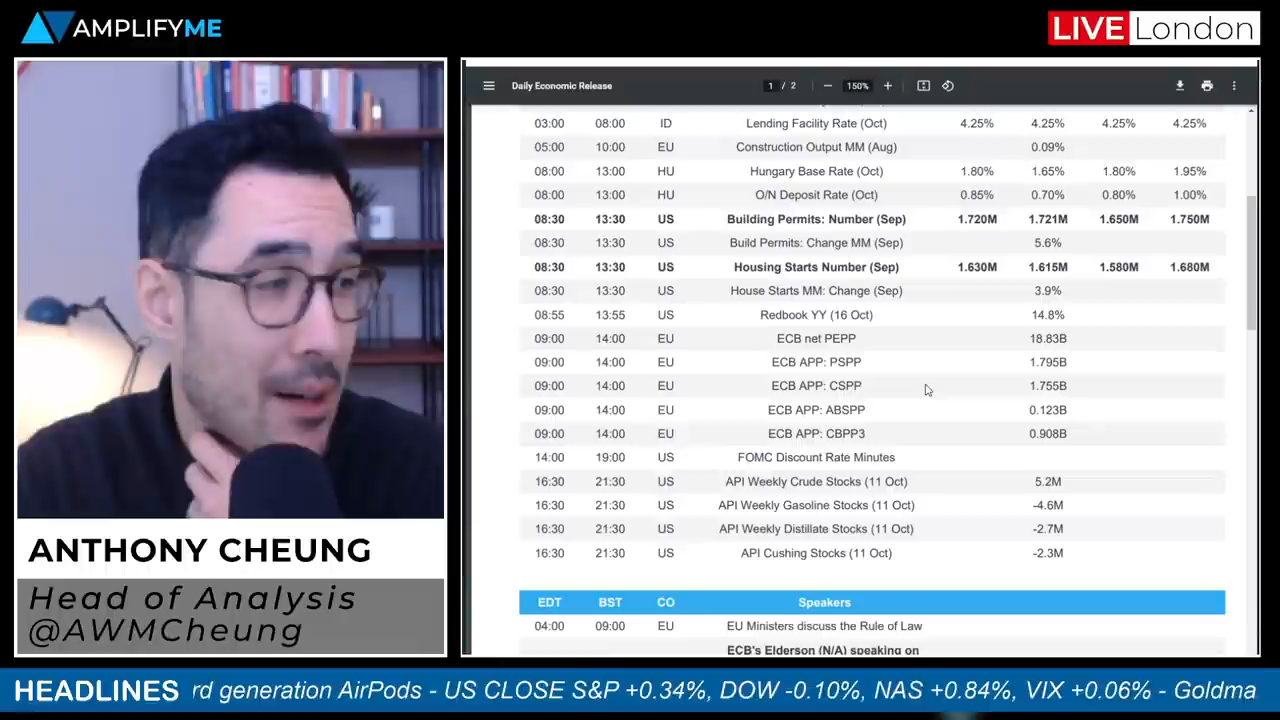 AMPLIFYME
LIVE London
Daily Economic Release
1 / 2
150%
03:00 08:00 ID Lending Facility Rate (Oct) 4.25% 4.25% 4.25% 4.25%
05:00 10:00 EU Construction Output MM (Aug) 0.09%
08:00 13:00 HU Hungary Base Rate (Oct) 1.80% 1.65% 1.80% 1.95%
08:00 13:00 HU O/N Deposit Rate (Oct) 0.85% 0.70% 0.80% 1.00%
08:30 13:30 US Building Permits: Number (Sep) 1.720M 1.721M 1.650M 1.750M
08:30 13:30 US Build Permits: Change MM (Sep) 5.6%
08:30 13:30 US Housing Starts Number (Sep) 1.630M 1.615M 1.580M 1.680M
08:30 13:30 US House Starts MM: Change (Sep) 3.9%
08:55 13:55 US Redbook YY (16 Oct) 14.8%
09:00 14:00 EU ECB net PEPP 18.83B
09:00 14:00 EU ECB APP: PSPP 1.795B
09:00 14:00 EU ECB APP: CSPP 1.755B
09:00 14:00 EU ECB APP: ABSPP 0.123B
09:00 14:00 EU ECB APP: CBPP3 0.908B
14:00 19:00 US FOMC Discount Rate Minutes
16:30 21:30 US API Weekly Crude Stocks (11 Oct) 5.2M
16:30 21:30 US API Weekly Gasoline Stocks (11 Oct) -4.6M
16:30 21:30 US API Weekly Distillate Stocks (11 Oct) -2.7M
16:30 21:30 US API Cushing Stocks (11 Oct) -2.3M
EDT BST CO Speakers
04:00 09:00 EU EU Ministers discuss the Rule of Law
ECB's Elderson (N/A) speaking on
ANTHONY CHEUNG
Head of Analysis
@AWMCheung
HEADLINES rd generation AirPods - US CLOSE S&P +0.34%, DOW -0.10%, NAS +0.84%, VIX +0.06% - Goldma